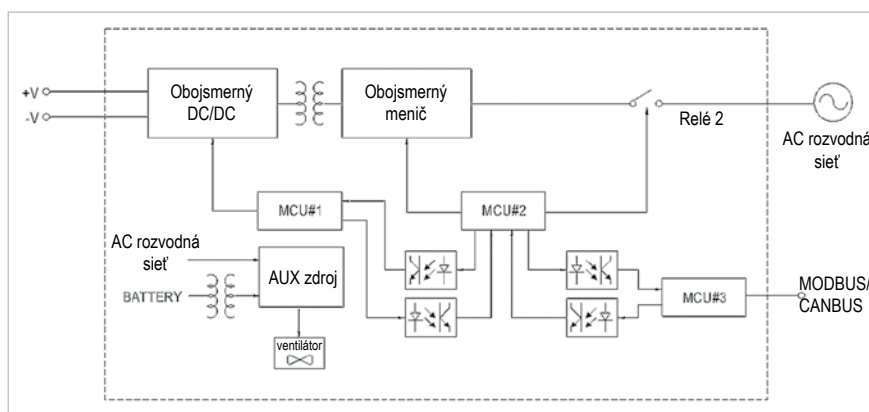 +V
-V
Obojsmerný
DC/DC
Obojsmerný
menič
Relé 2
AC rozvodná
sieť
MCU#1
MCU#2
AC rozvodná
sieť
BATTERY
AUX zdroj
ventilátor
MCU#3
MODBUS/
CANBUS